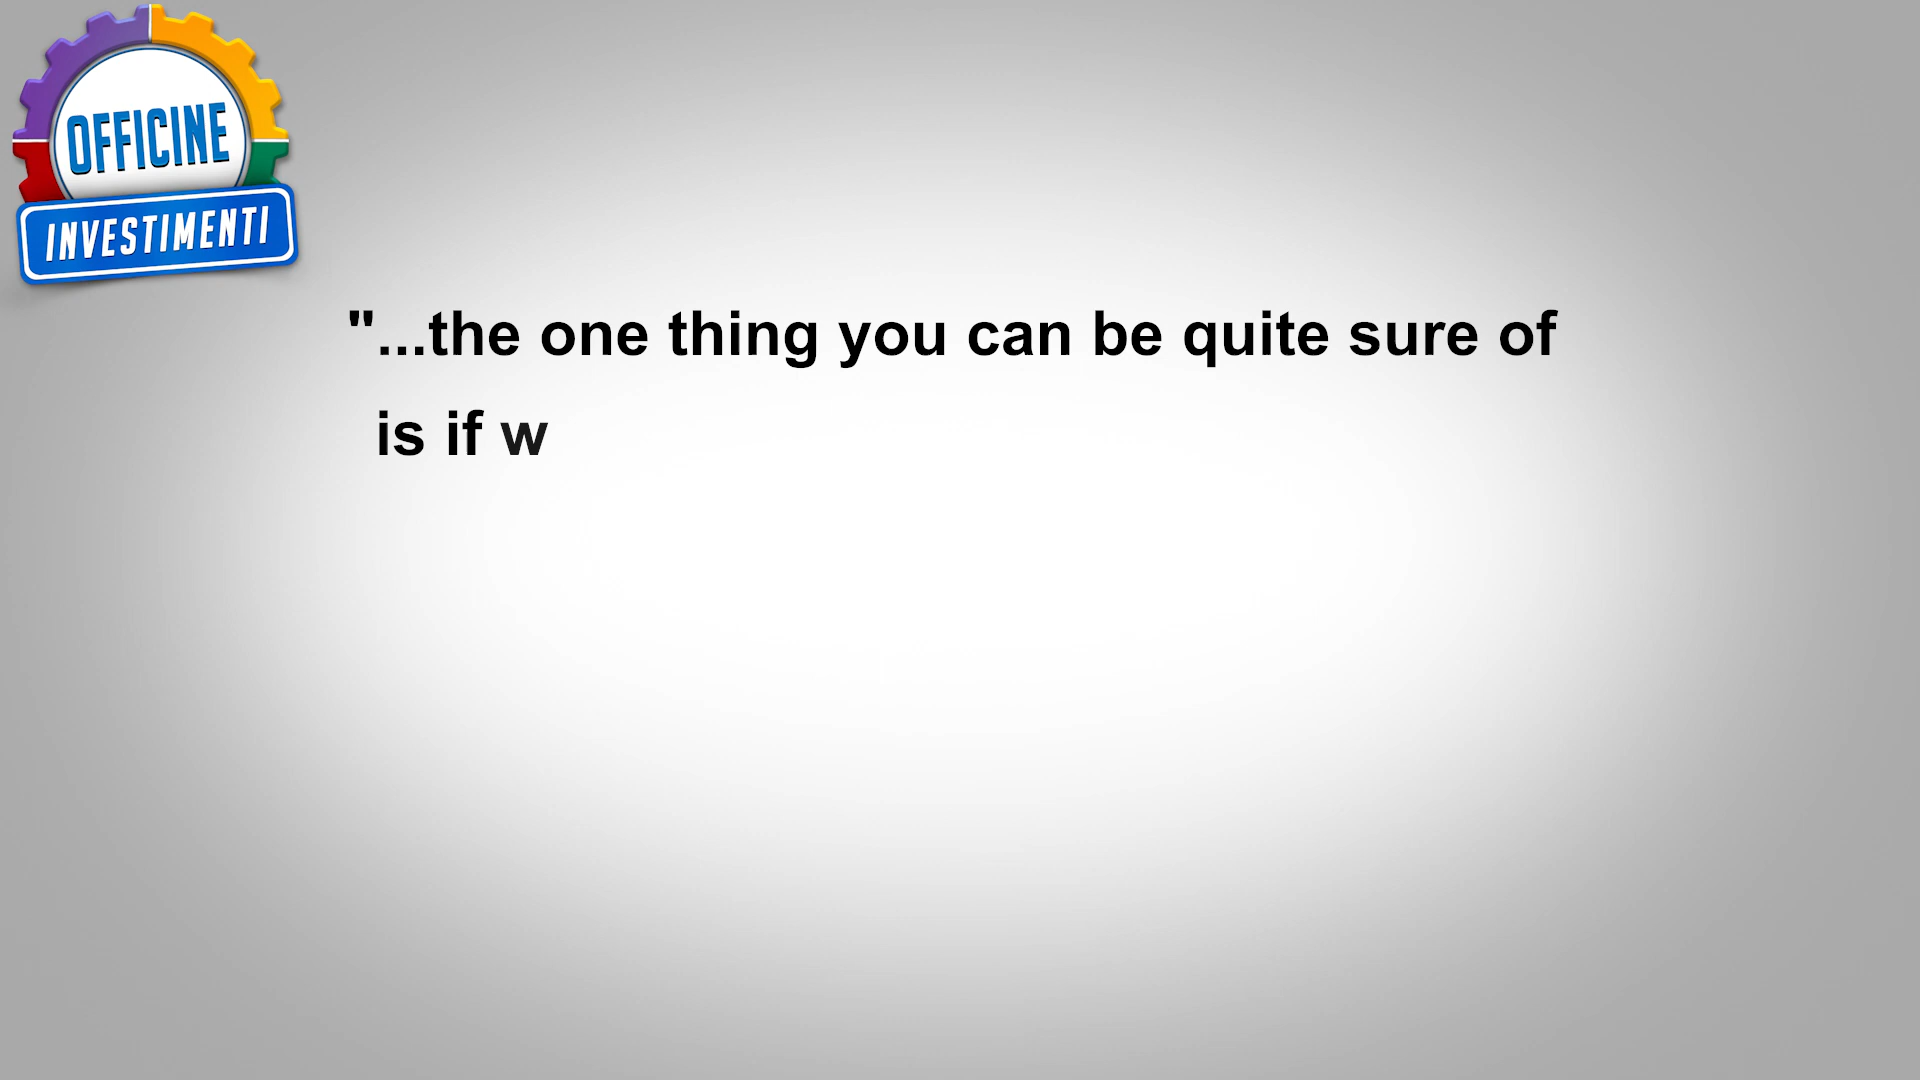 OFFICINE
INVESTIMENTI
"...the one thing you can be quite sure of
is if w